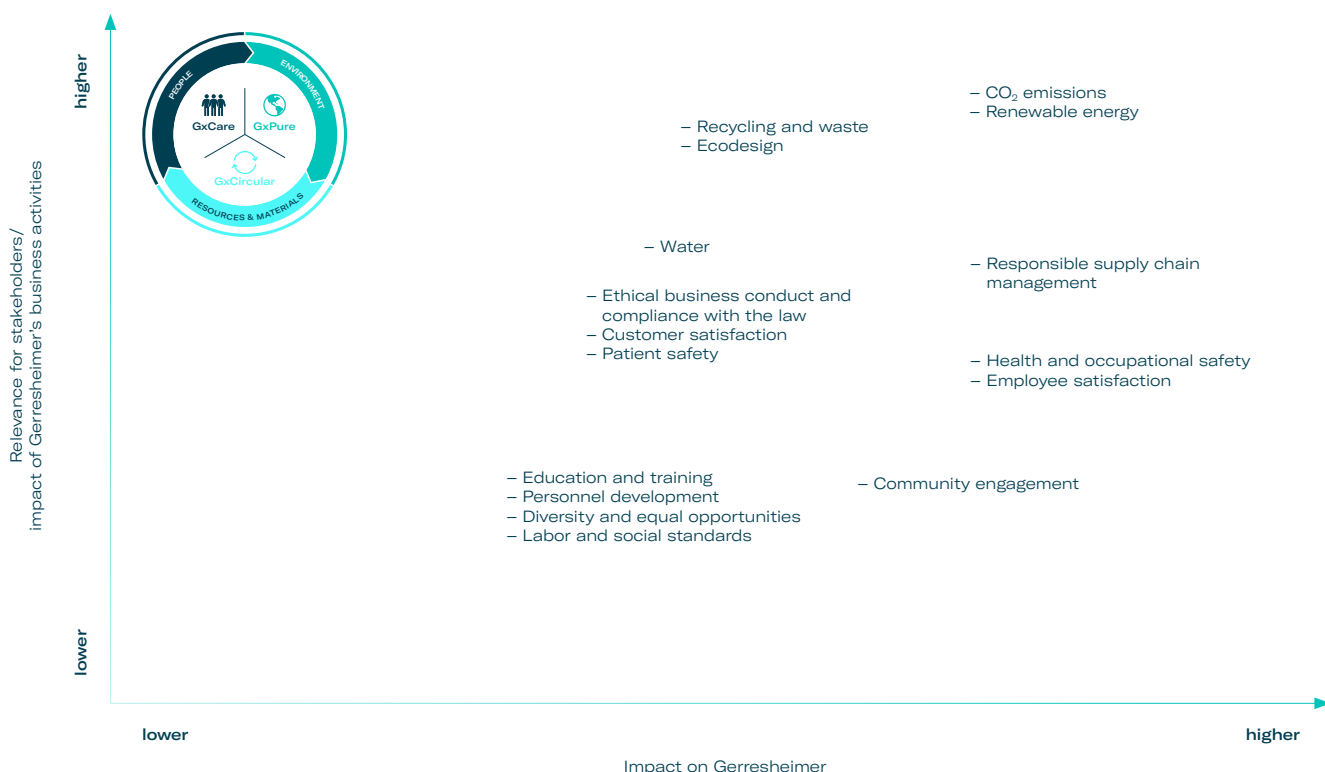 higher
Relevance for stakeholders/
impact of Gerresheimer's business activities
lower
PEOPLE
ENVIRONMENT
GxCare
GxPure
GxCircular
RESOURCES & MATERIALS
– CO₂ emissions
– Renewable energy
– Recycling and waste
– Ecodesign
– Water
– Responsible supply chain
management
– Ethical business conduct and
compliance with the law
– Customer satisfaction
– Patient safety
– Health and occupational safety
– Employee satisfaction
– Education and training
– Personnel development
– Diversity and equal opportunities
– Labor and social standards
– Community engagement
lower
higher
Impact on Gerresheimer